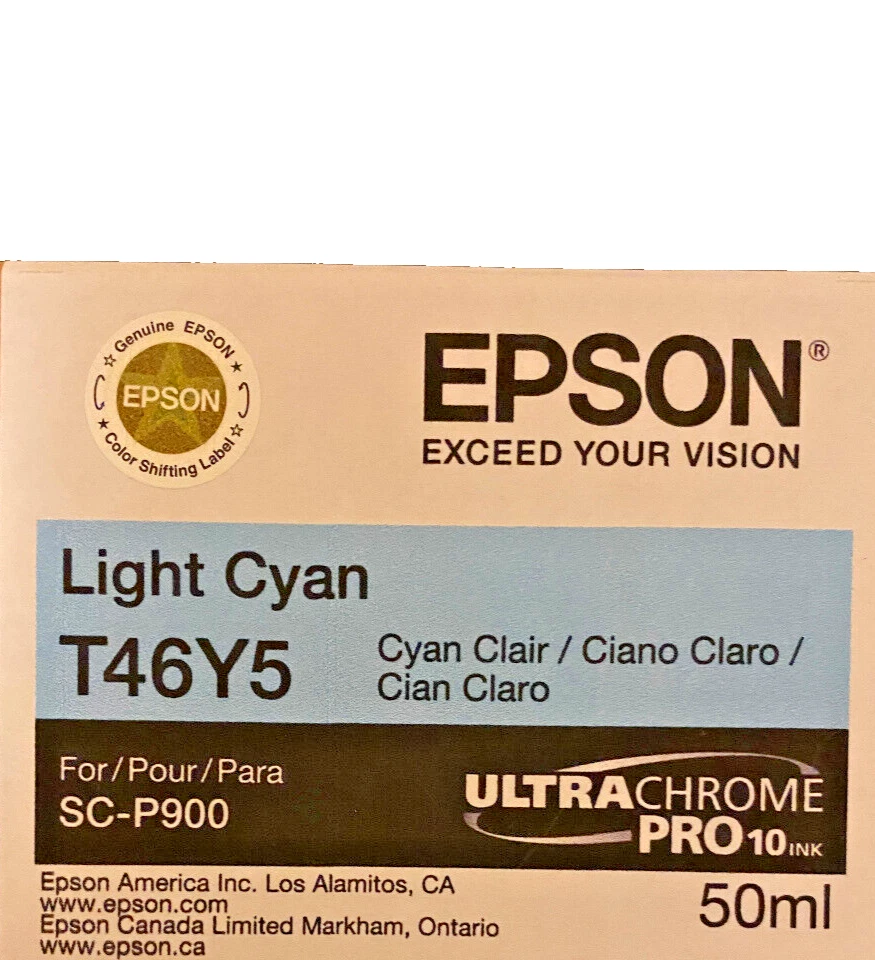 Genuine EPSON
EPSON
Color Shifting Label
EPSON®
EXCEED YOUR VISION
Light Cyan
T46Y5
Cyan Clair / Ciano Claro /
Cian Claro
For/Pour/Para
SC-P900
ULTRACHROME
PRO10 INK
Epson America Inc. Los Alamitos, CA
www.epson.com
Epson Canada Limited Markham, Ontario
www.epson.ca
50ml